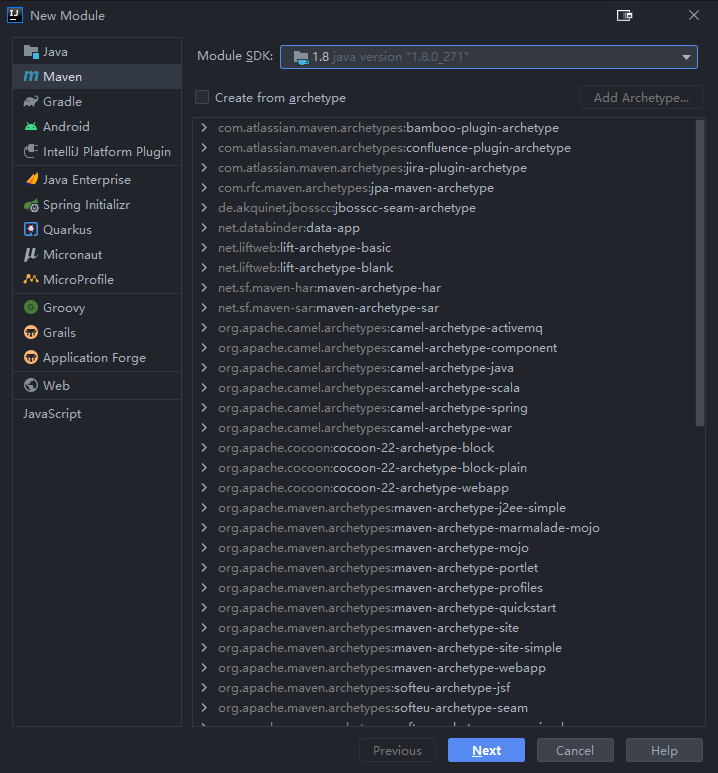 New Module
Java
Maven
Gradle
Android
IntelliJ Platform Plugin
Java Enterprise
Spring Initializr
Quarkus
Micronaut
MicroProfile
Groovy
Grails
Application Forge
Web
JavaScript
Module SDK: 1.8 java version "1.8.0_271"
Create from archetype
Add Archetype...
com.atlassian.maven.archetypes:bamboo-plugin-archetype
com.atlassian.maven.archetypes:confluence-plugin-archetype
com.atlassian.maven.archetypes:jira-plugin-archetype
com.rfc.maven.archetypes:jpa-maven-archetype
de.akquinet.jbosscc:jbosscc-seam-archetype
net.databinder:data-app
net.liftweb:lift-archetype-basic
net.liftweb:lift-archetype-blank
net.sf.maven-har:maven-archetype-har
net.sf.maven-sar:maven-archetype-sar
org.apache.camel.archetypes:camel-archetype-activemq
org.apache.camel.archetypes:camel-archetype-component
org.apache.camel.archetypes:camel-archetype-java
org.apache.camel.archetypes:camel-archetype-scala
org.apache.camel.archetypes:camel-archetype-spring
org.apache.camel.archetypes:camel-archetype-war
org.apache.cocoon:cocoon-22-archetype-block
org.apache.cocoon:cocoon-22-archetype-block-plain
org.apache.cocoon:cocoon-22-archetype-webapp
org.apache.maven.archetypes:maven-archetype-j2ee-simple
org.apache.maven.archetypes:maven-archetype-marmalade-mojo
org.apache.maven.archetypes:maven-archetype-mojo
org.apache.maven.archetypes:maven-archetype-portlet
org.apache.maven.archetypes:maven-archetype-profiles
org.apache.maven.archetypes:maven-archetype-quickstart
org.apache.maven.archetypes:maven-archetype-site
org.apache.maven.archetypes:maven-archetype-site-simple
org.apache.maven.archetypes:maven-archetype-webapp
org.apache.maven.archetypes:softeu-archetype-jsf
org.apache.maven.archetypes:softeu-archetype-seam
Previous
Next
Cancel
Help